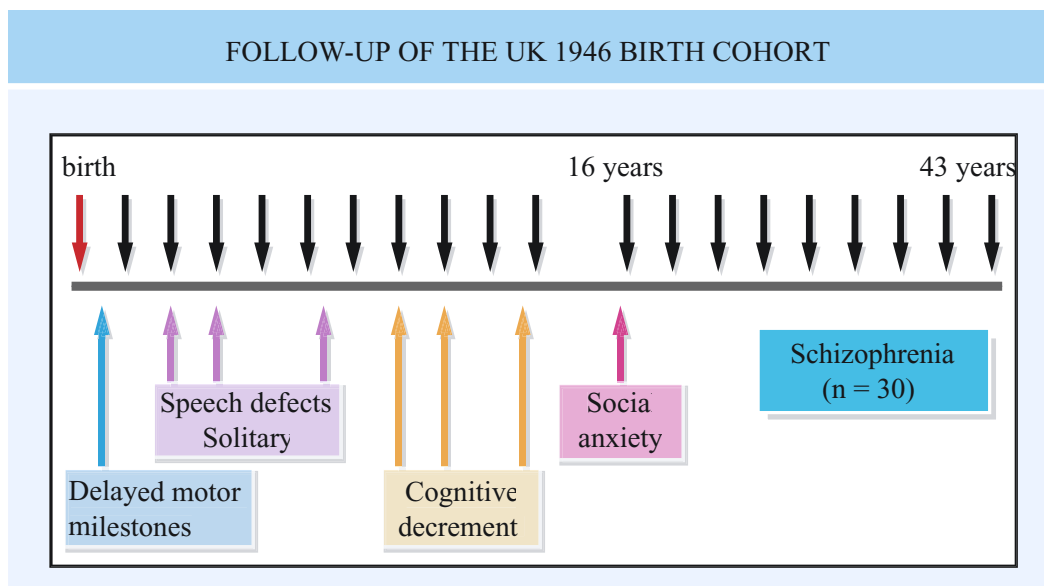 FOLLOW-UP OF THE UK 1946 BIRTH COHORT
birth
16 years
43 years
Speech defects
Solitary
Delayed motor
milestones
Cognitive
decrement
Social
anxiety
Schizophrenia
(n = 30)